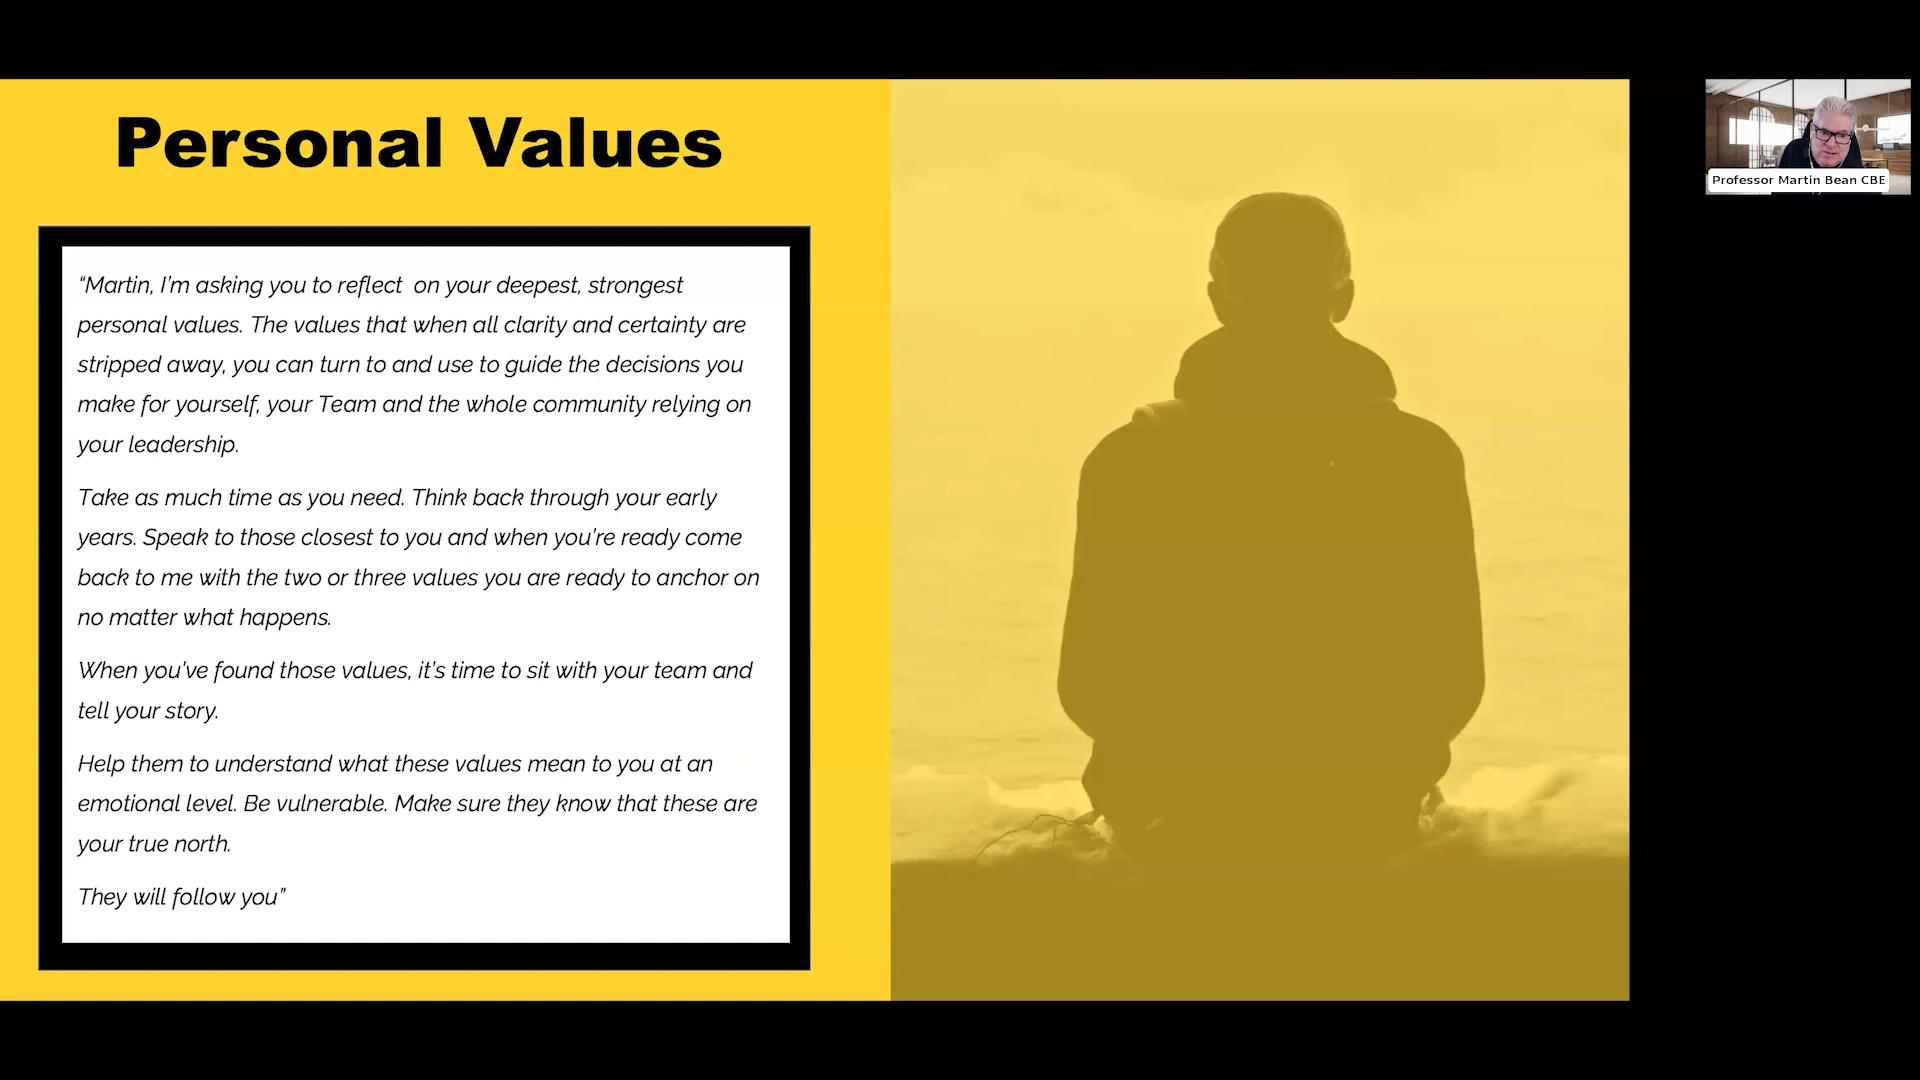 Personal Values
“Martin, I’m asking you to reflect  on your deepest, strongest
personal values. The values that when all clarity and certainty are
stripped away, you can turn to and use to guide the decisions you
make for yourself, your Team and the whole community relying on
your leadership.
Take as much time as you need. Think back through your early
years. Speak to those closest to you and when you’re ready come
back to me with the two or three values you are ready to anchor on
no matter what happens.
When you’ve found those values, it’s time to sit with your team and
tell your story.
Help them to understand what these values mean to you at an
emotional level. Be vulnerable. Make sure they know that these are
your true north.
They will follow you”
Professor Martin Bean CBE